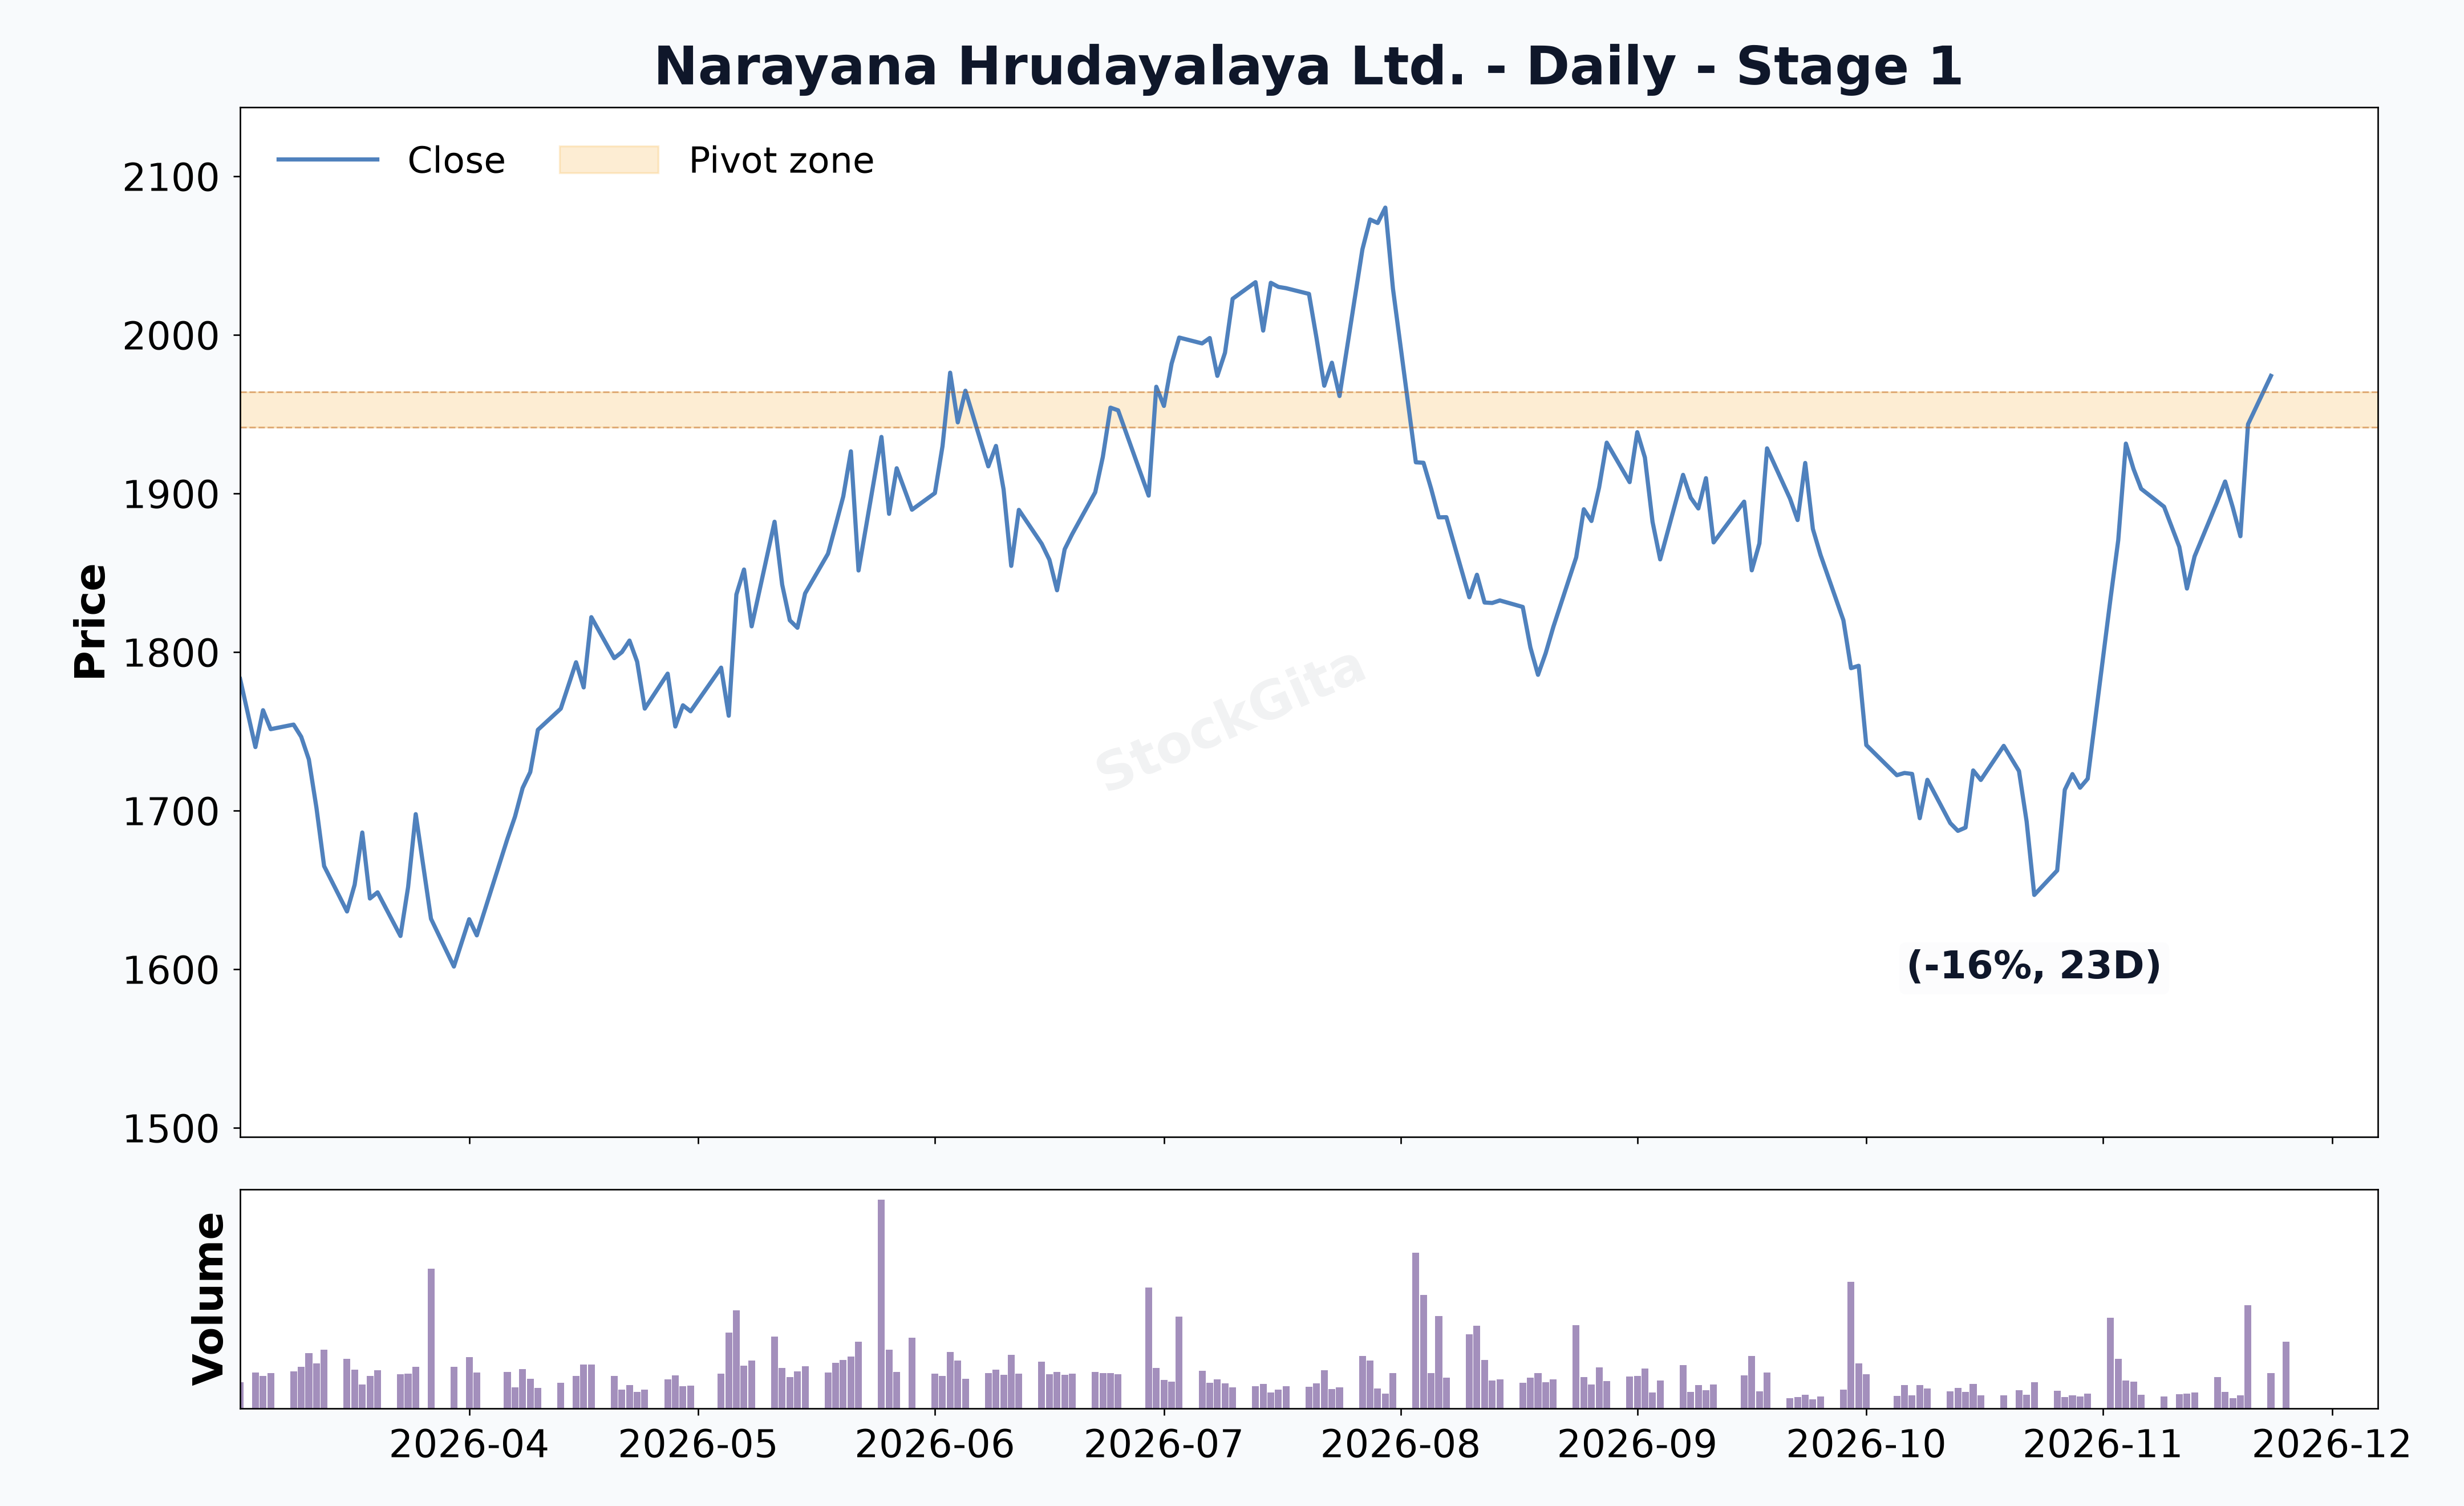 Narayana Hrudayalaya Ltd. - Daily - Stage 1
Close
Pivot zone
Price
2100
2000
1900
1800
1700
1600
1500
StockGita
(-16%, 23D)
Volume
2026-04
2026-05
2026-06
2026-07
2026-08
2026-09
2026-10
2026-11
2026-12